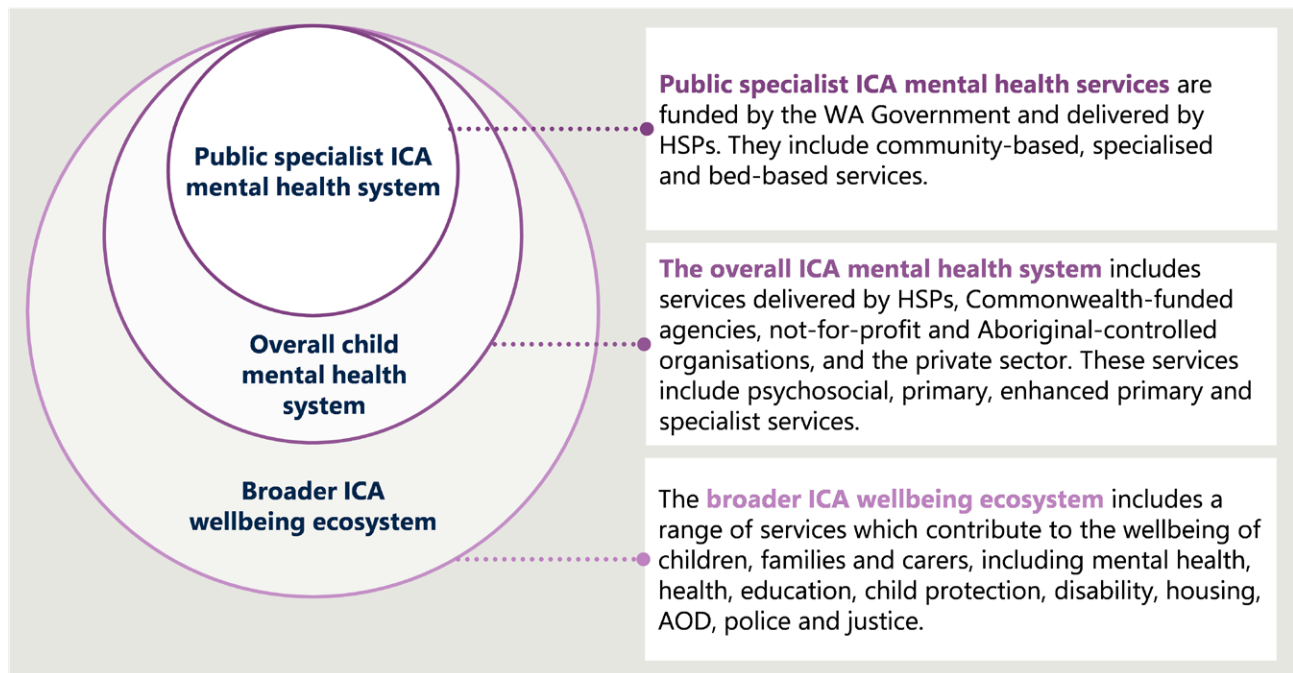 Public specialist ICA
mental health system
Overall child
mental health
system
Broader ICA
wellbeing ecosystem
Public specialist ICA mental health services are
funded by the WA Government and delivered by
HSPs. They include community-based, specialised
and bed-based services.
The overall ICA mental health system includes
services delivered by HSPs, Commonwealth-funded
agencies, not-for-profit and Aboriginal-controlled
organisations, and the private sector. These services
include psychosocial, primary, enhanced primary and
specialist services.
The broader ICA wellbeing ecosystem includes a
range of services which contribute to the wellbeing of
children, families and carers, including mental health,
health, education, child protection, disability, housing,
AOD, police and justice.